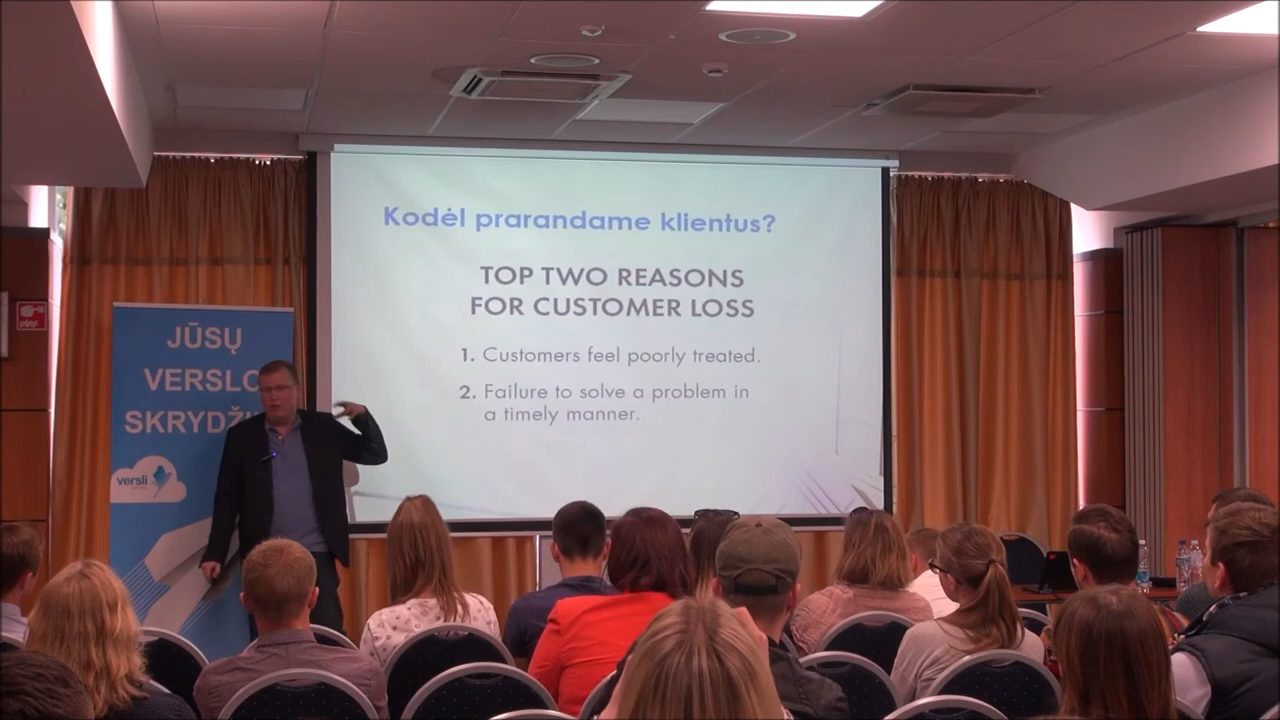 Kodėl prarandame klientus?
TOP TWO REASONS
FOR CUSTOMER LOSS
1. Customers feel poorly treated.
2. Failure to solve a problem in
a timely manner.
JŪSŲ
VERSLO
SKRYDŽ
versli